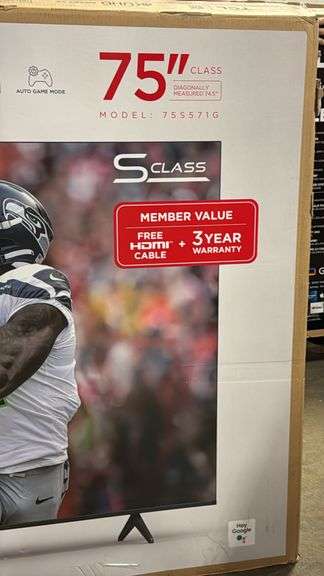 75" CLASS
DIAGONALLY
MEASURED 74.5"
AUTO GAME MODE
MODEL: 75S571G
S CLASS
MEMBER VALUE
FREE
HDMI
CABLE
+
3 YEAR
WARRANTY
Hey
Google